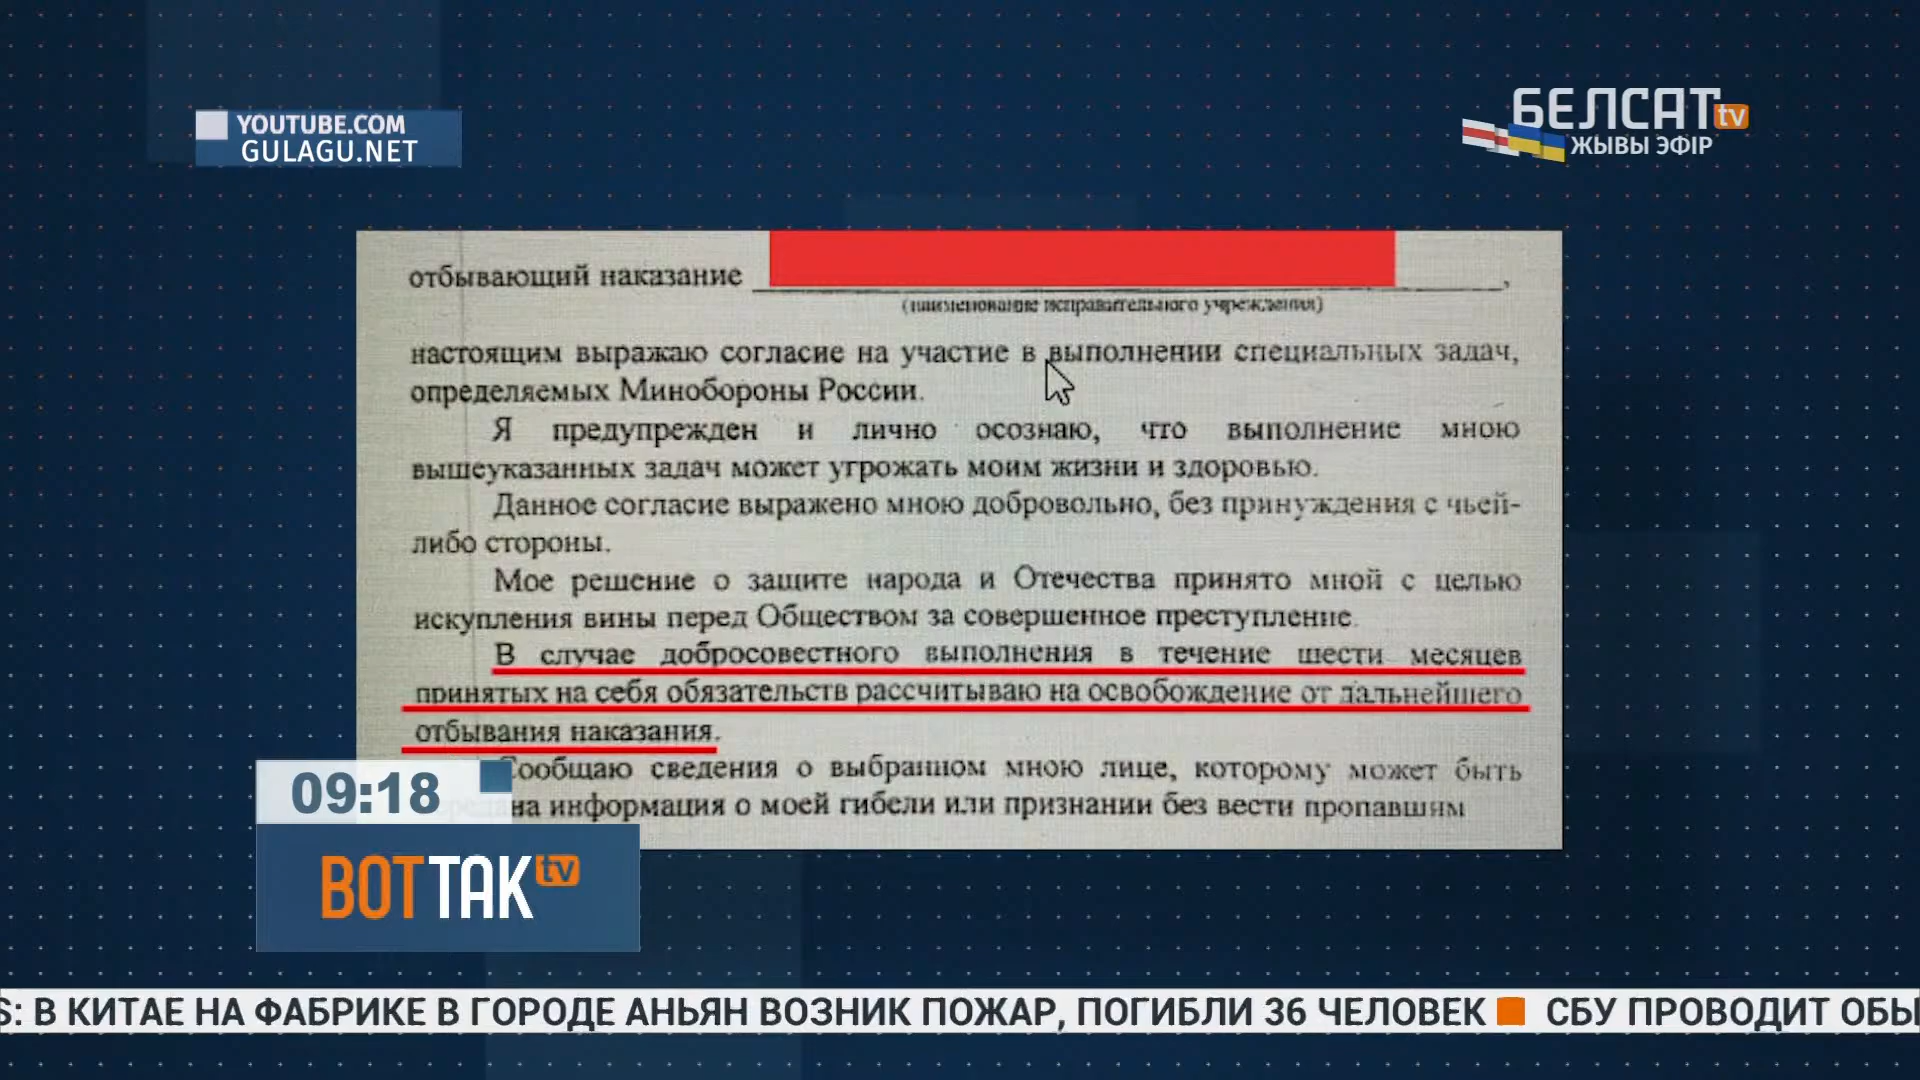 YOUTUBE.COM
GULAGU.NET
БЕЛСАТ tv
ЖЫВЫ ЭФІР
отбывающий наказание ,
(наименование исправительного учреждения)
настоящим выражаю согласие на участие в выполнении специальных задач,
определяемых Минобороны России.
Я предупрежден и лично осознаю, что выполнение мною
вышеуказанных задач может угрожать моим жизни и здоровью.
Данное согласие выражено мною добровольно, без принуждения с чьей-
либо стороны.
Мое решение о защите народа и Отечества принято мной с целью
искупления вины перед Обществом за совершенное преступление.
В случае добросовестного выполнения в течение шести месяцев
принятых на себя обязательств рассчитываю на освобождение от дальнейшего
отбывания наказания.
Сообщаю сведения о выбранном мною лице, которому может быть
информация о моей гибели или признании без вести пропавшим
09:18
ВОТ ТАК tv
S: В КИТАЕ НА ФАБРИКЕ В ГОРОДЕ АНЬЯН ВОЗНИК ПОЖАР, ПОГИБЛИ 36 ЧЕЛОВЕК СБУ ПРОВОДИТ ОБЫ